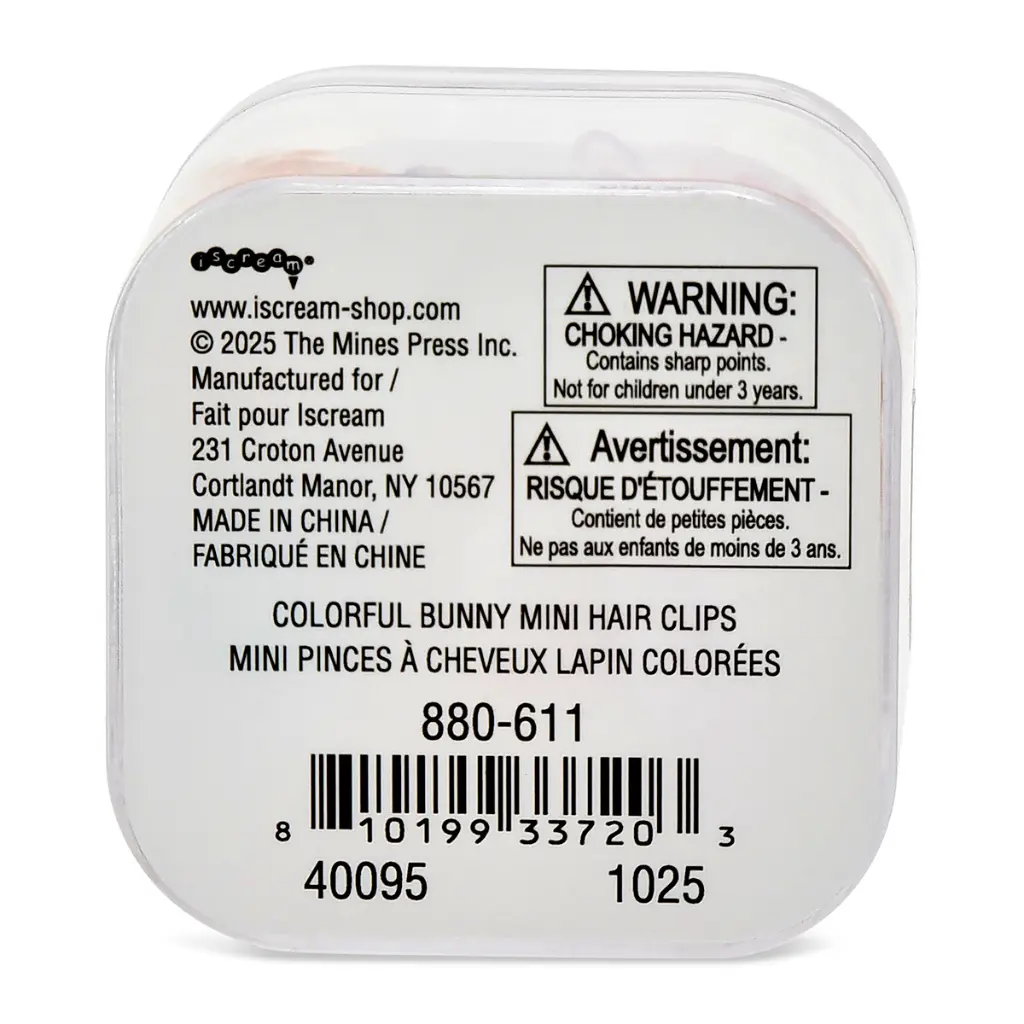 iscream
www.iscream-shop.com
© 2025 The Mines Press Inc.
Manufactured for /
Fait pour Iscream
231 Croton Avenue
Cortlandt Manor, NY 10567
MADE IN CHINA /
FABRIQUÉ EN CHINE
WARNING:
CHOKING HAZARD -
Contains sharp points.
Not for children under 3 years.
Avertissement:
RISQUE D'ÉTOUFFEMENT -
Contient de petites pièces.
Ne pas aux enfants de moins de 3 ans.
COLORFUL BUNNY MINI HAIR CLIPS
MINI PINCES À CHEVEUX LAPIN COLORÉES
880-611
8 10199 33720 3
40095 1025